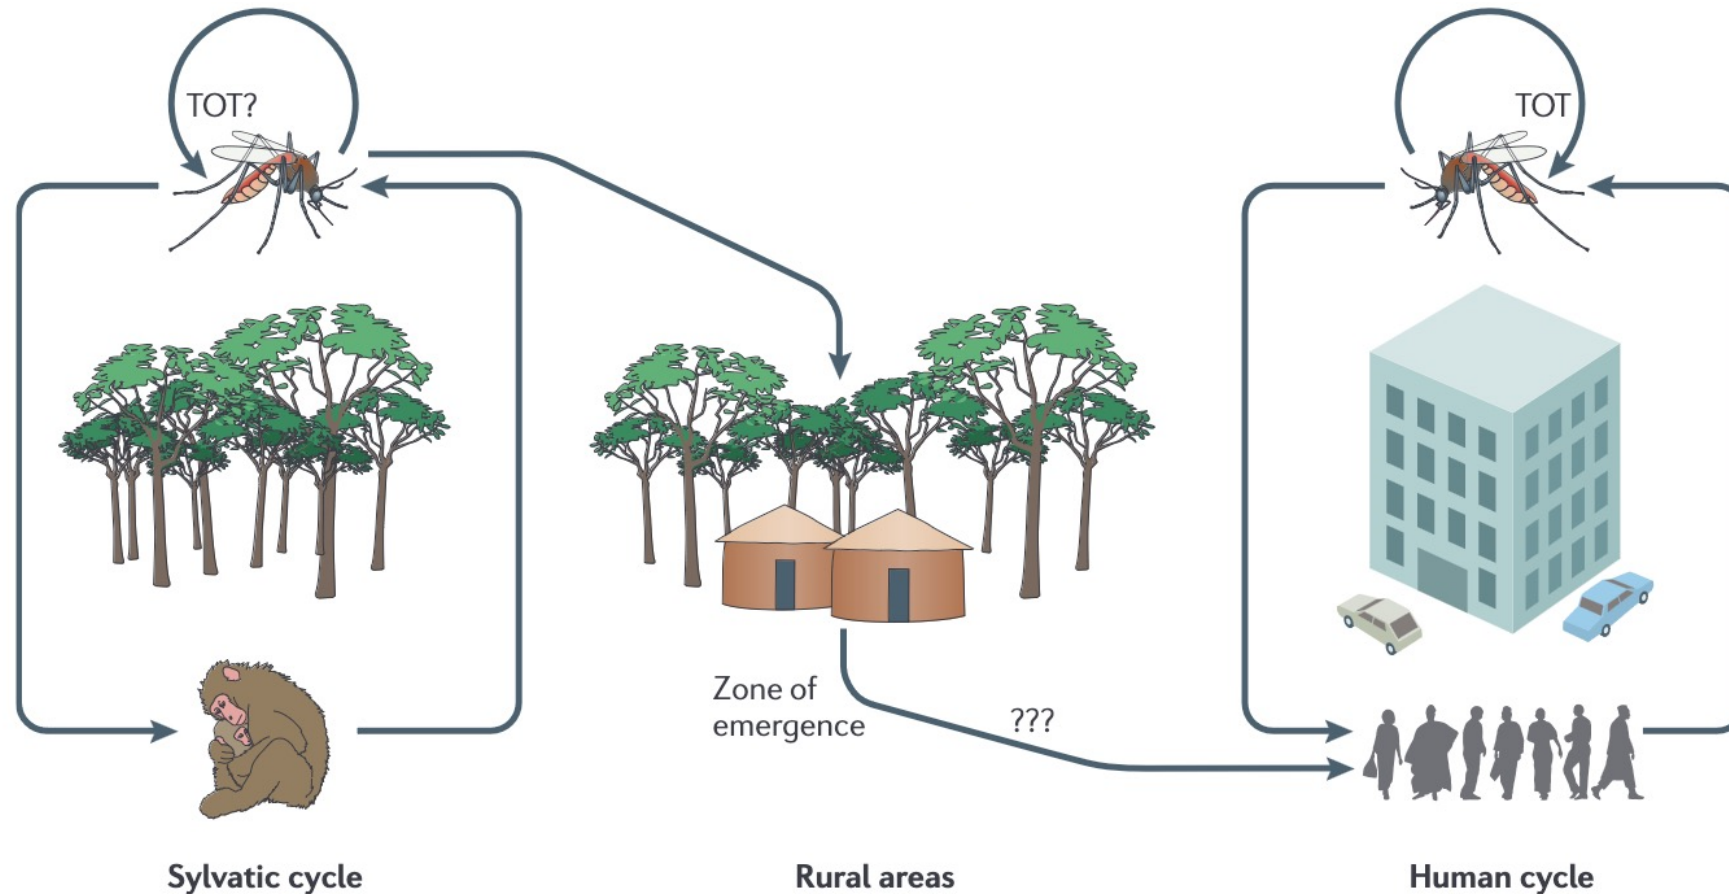 TOT?
TOT
Zone of
emergence
???
Sylvatic cycle
Rural areas
Human cycle